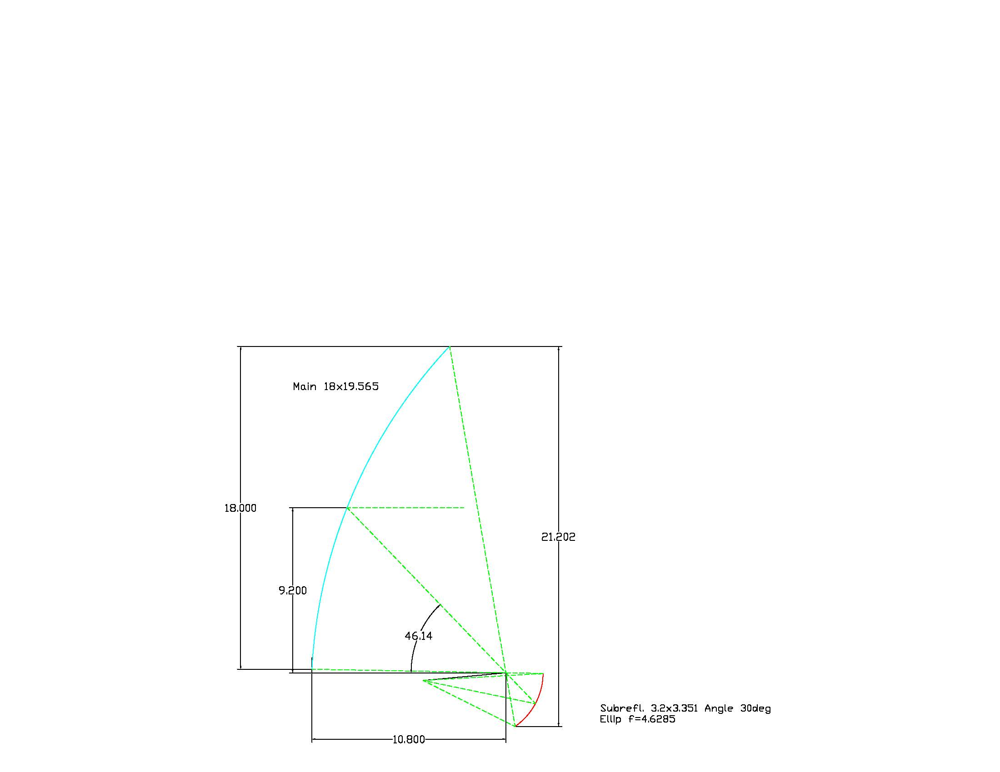 Main 18x19.565
18.000
21.202
9.200
46.14
Subrefl. 3.2x3.351 Angle 30deg
Ellip f=4.6285
10.800